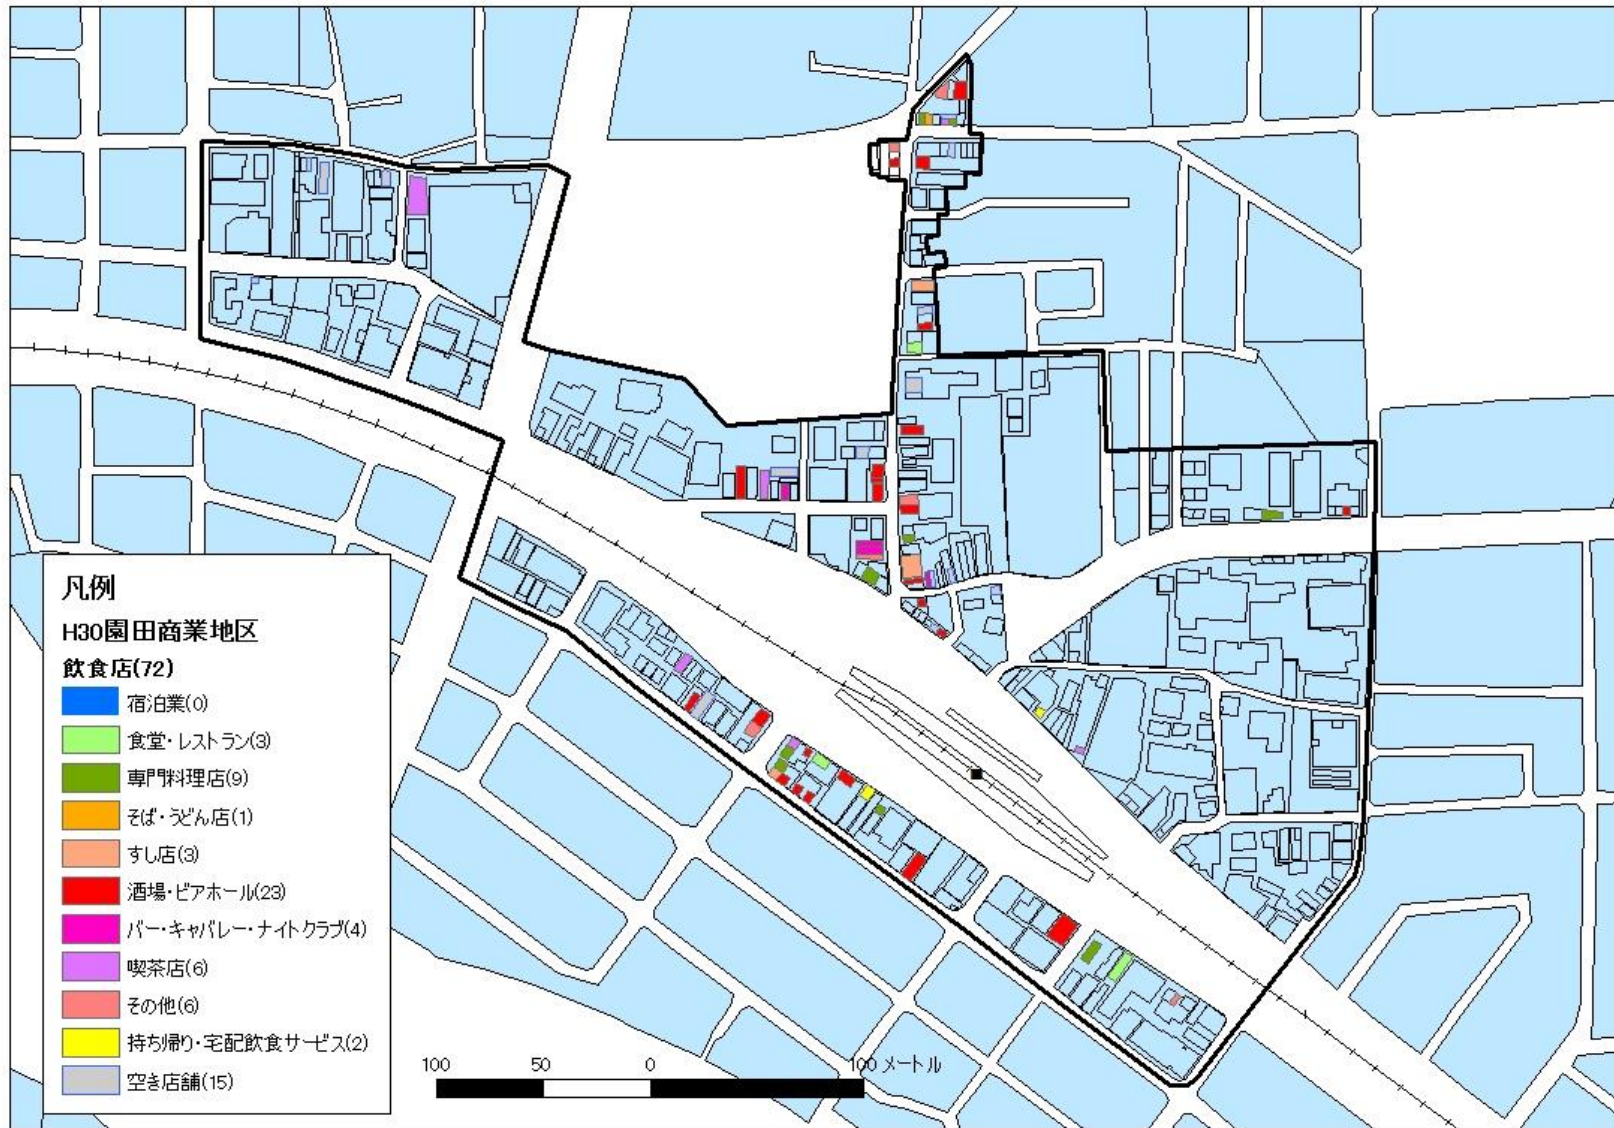 凡例
H30園田商業地区
飲食店(72)
宿泊業(0)
食堂・レストラン(3)
専門料理店(9)
そば・うどん店(1)
すし店(3)
酒場・ビアホール(23)
バー・キャバレー・ナイトクラブ(4)
喫茶店(6)
その他(6)
持ち帰り・宅配飲食サービス(2)
空き店舗(15)
100 50 0 100 メートル